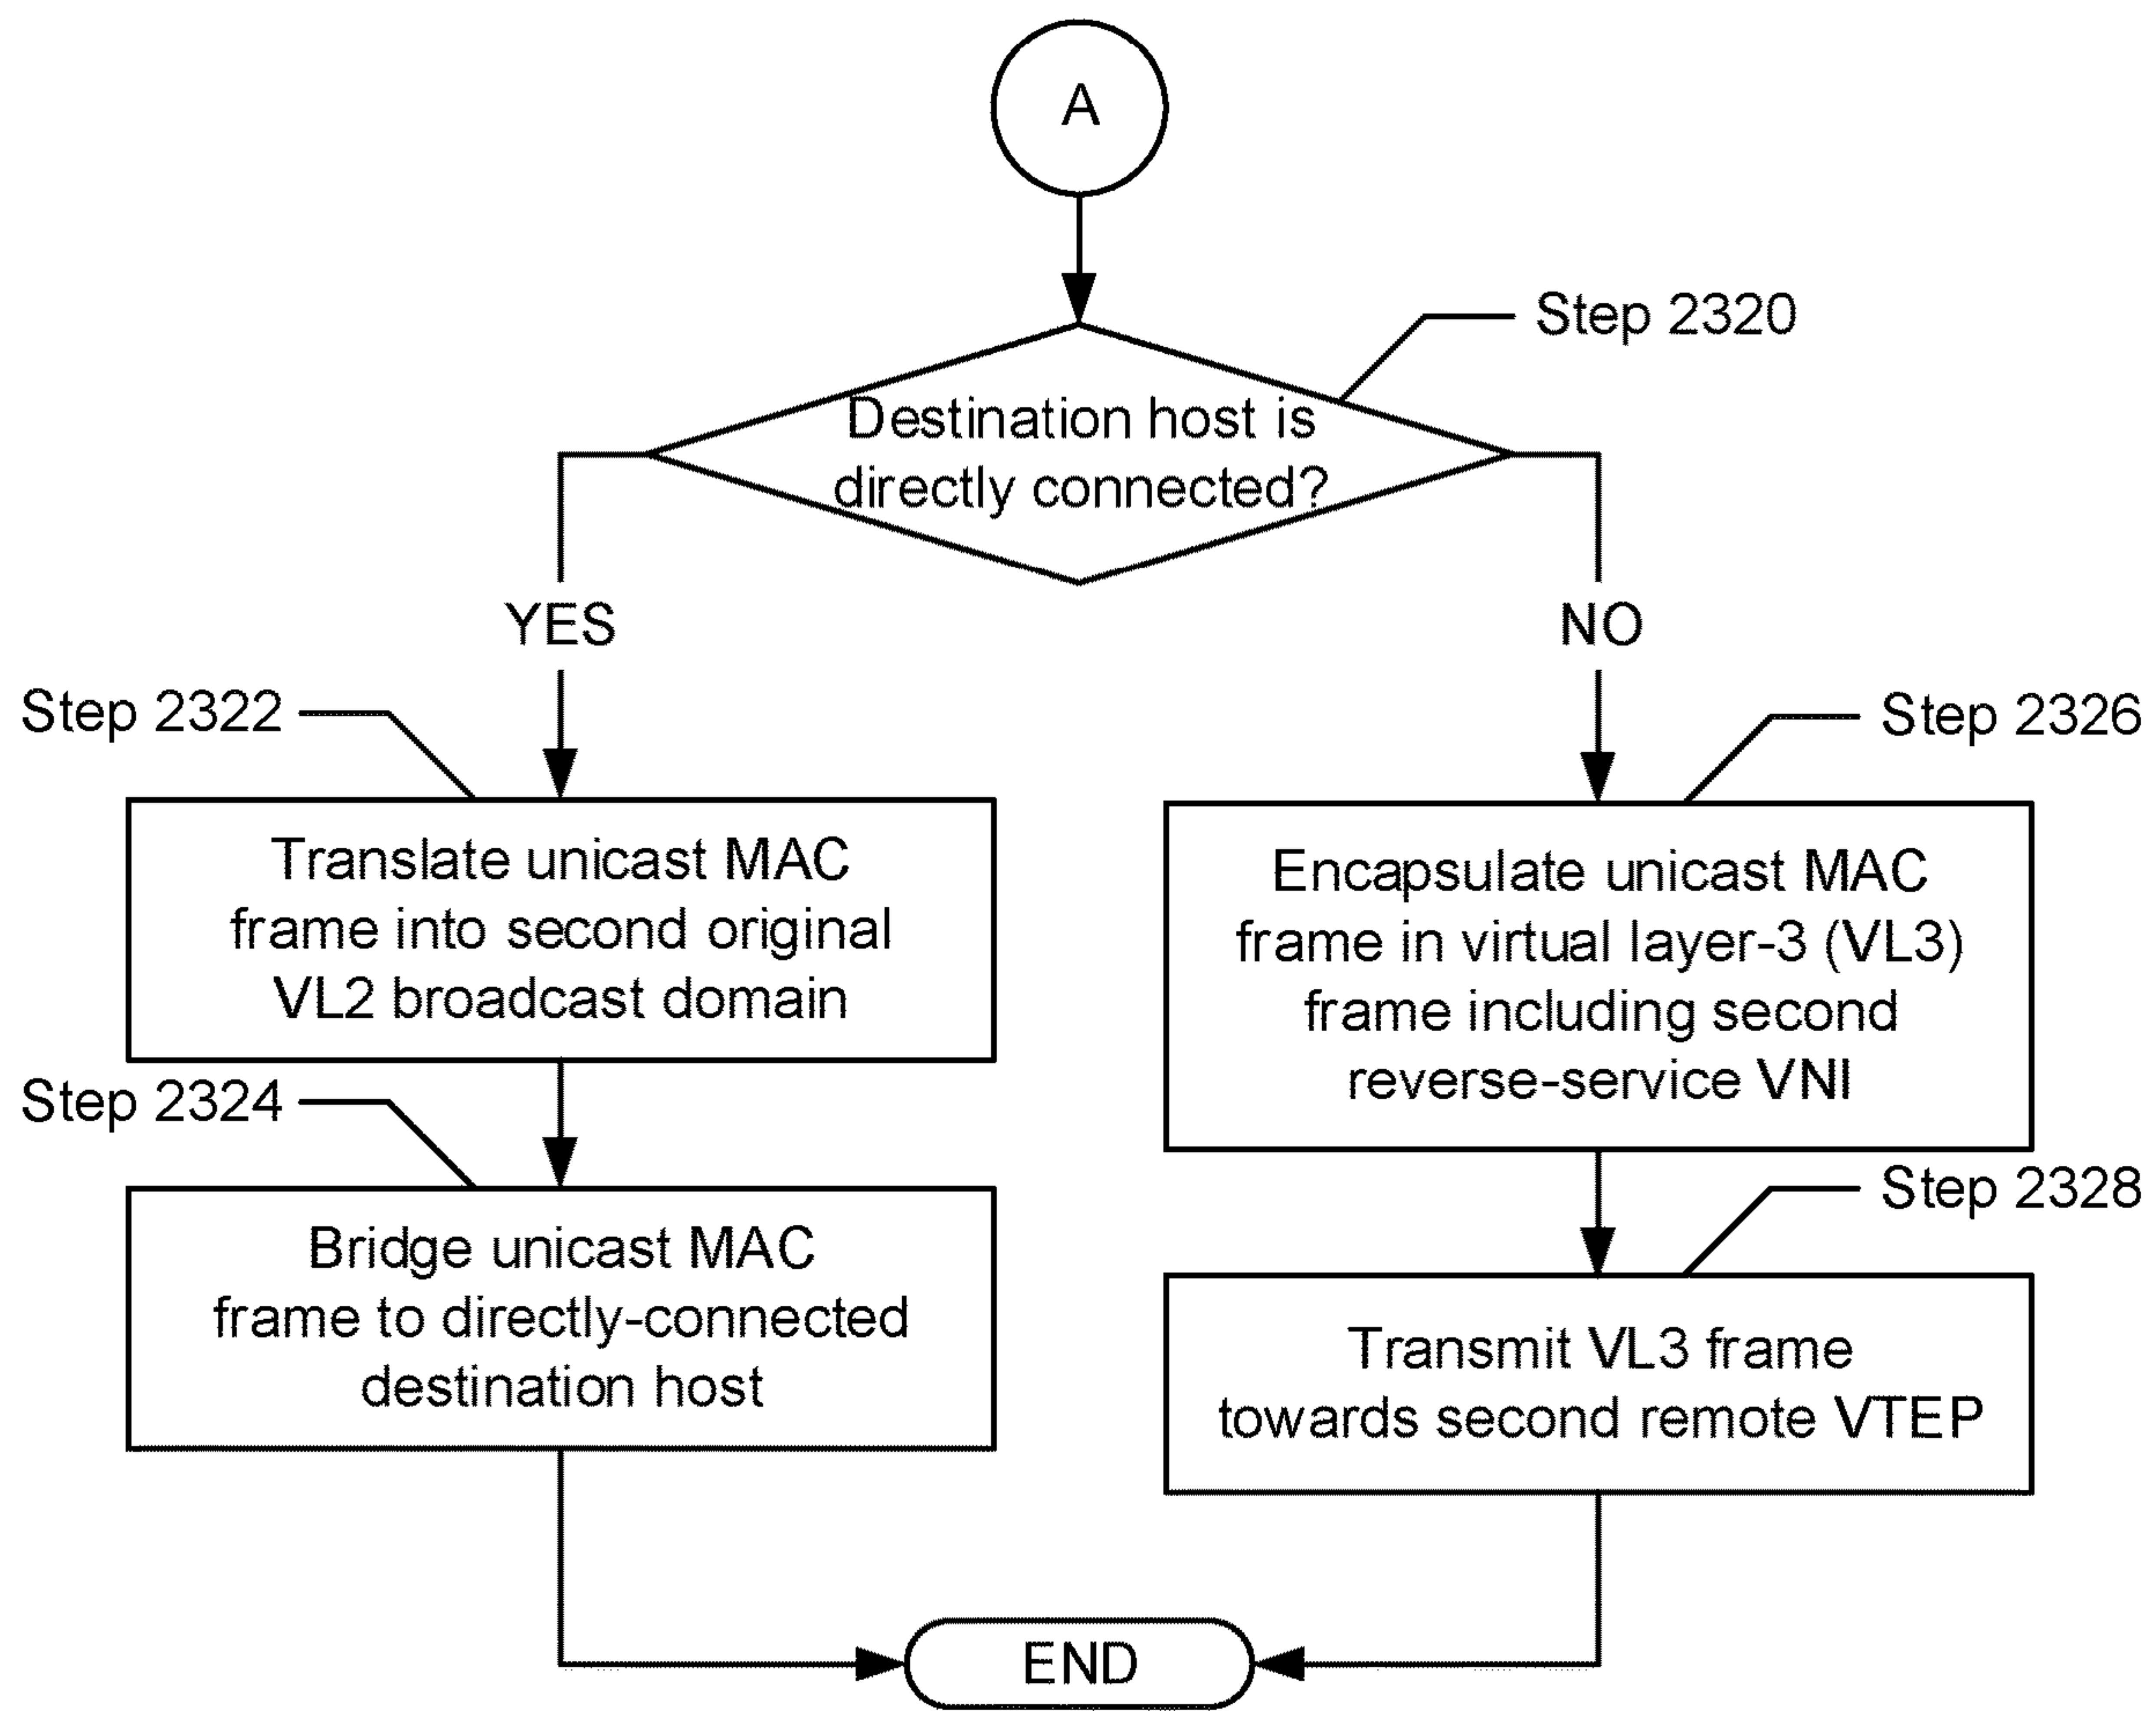 A
Step 2320
Destination host is
directly connected?
YES
NO
Step 2322
Step 2326
Translate unicast MAC
frame into second original
VL2 broadcast domain
Encapsulate unicast MAC
frame in virtual layer-3 (VL3)
frame including second
reverse-service VNI
Step 2324
Step 2328
Bridge unicast MAC
frame to directly-connected
destination host
Transmit VL3 frame
towards second remote VTEP
END